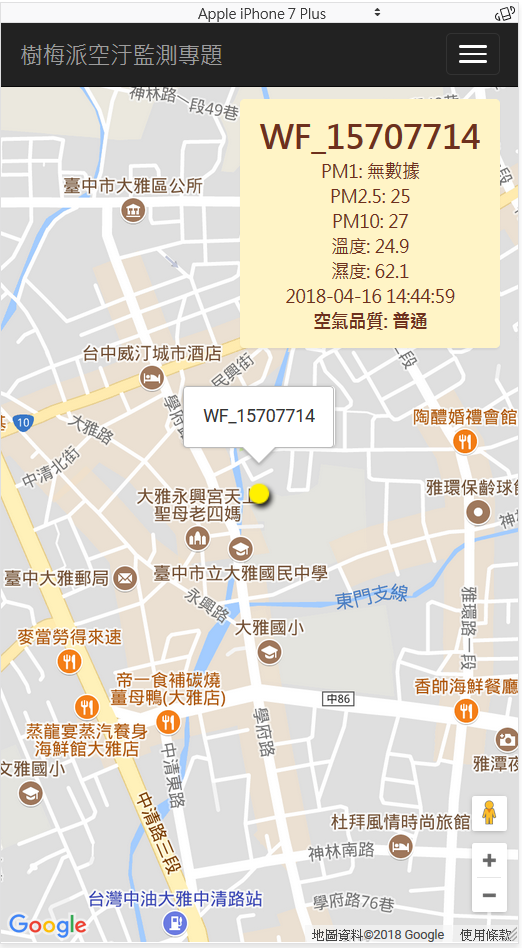 Apple iPhone 7 Plus
樹梅派空汙監測專題
神林路一段49巷
WF_15707714
PM1: 無數據
PM2.5: 25
PM10: 27
溫度: 24.9
濕度: 62.1
2018-04-16 14:44:59
空氣品質: 普通
臺中市大雅區公所
台中威汀城市酒店
民興街
學府路
WF_15707714
10
大雅路
中清北街
陶醴婚禮會館
雅環保齡球館
大雅永興宮天上
聖母老四媽
臺中市立大雅國民中學
臺中大雅郵局
永興路
東門支線
雅環路一段
大雅國小
麥當勞得來速
帝一食補碳燒
薑母鴨(大雅店)
中86
香帥海鮮餐廳
蒸龍宴蒸汽養身
海鮮館大雅店
學府路
中清東路
文雅國小
雅潭夜
中清路三段
杜拜風情時尚旅館
神林南路
台灣中油大雅中清路站
學府路76巷
+
−
Google
地圖資料©2018 Google
使用條款